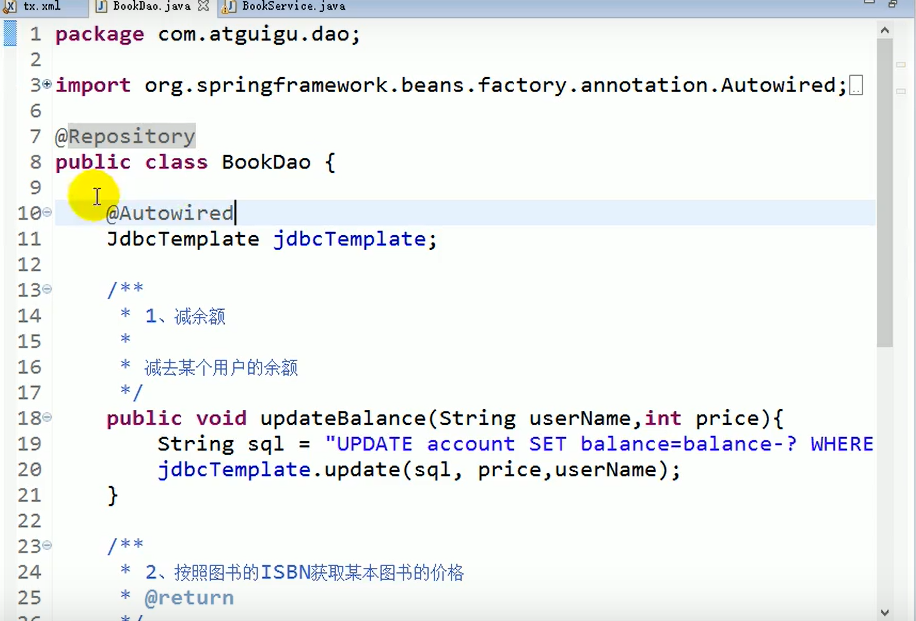 tx.xml BookDao.java BookService.java
1 package com.atguigu.dao;
2
3 import org.springframework.beans.factory.annotation.Autowired;
6
7 @Repository
8 public class BookDao {
9
10 @Autowired
11 JdbcTemplate jdbcTemplate;
12
13 /**
14 * 1、减余额
15 *
16 * 减去某个用户的余额
17 */
18 public void updateBalance(String userName,int price){
19 String sql = "UPDATE account SET balance=balance-? WHERE
20 jdbcTemplate.update(sql, price,userName);
21 }
22
23 /**
24 * 2、按照图书的ISBN获取某本图书的价格
25 * @return
26 */